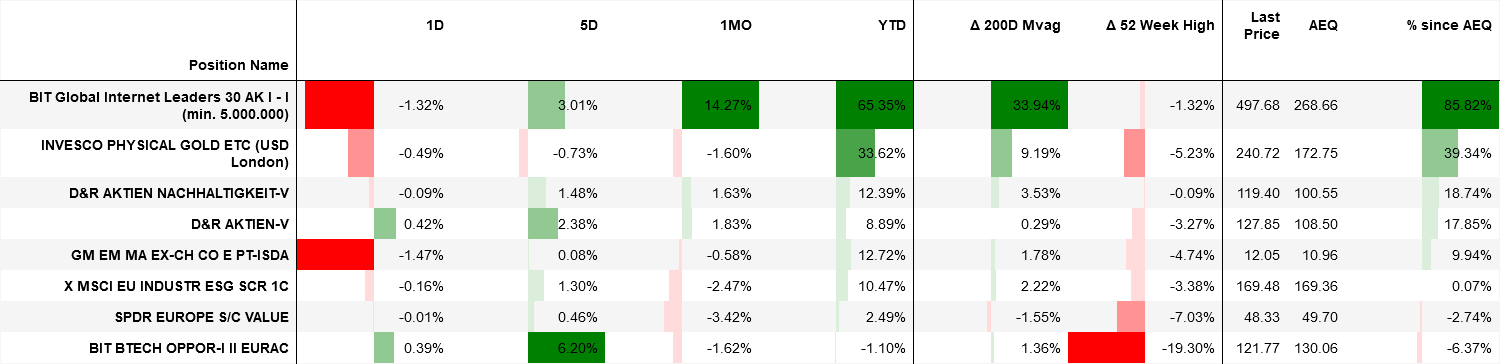 Position Name 1D 5D 1MO YTD Δ 200D Mvag Δ 52 Week High Last Price AEQ % since AEQ
BIT Global Internet Leaders 30 AK I - I (min. 5.000.000) -1.32% 3.01% 14.27% 65.35% 33.94% -1.32% 497.68 268.66 85.82%
INVESCO PHYSICAL GOLD ETC (USD London) -0.49% -0.73% -1.60% 33.62% 9.19% -5.23% 240.72 172.75 39.34%
D&R AKTIEN NACHHALTIGKEIT-V -0.09% 1.48% 1.63% 12.39% 3.53% -0.09% 119.40 100.55 18.74%
D&R AKTIEN-V 0.42% 2.38% 1.83% 8.89% 0.29% -3.27% 127.85 108.50 17.85%
GM EM MA EX-CH CO E PT-ISDA -1.47% 0.08% -0.58% 12.72% 1.78% -4.74% 12.05 10.96 9.94%
X MSCI EU INDUSTR ESG SCR 1C -0.16% 1.30% -2.47% 10.47% 2.22% -3.38% 169.48 169.36 0.07%
SPDR EUROPE S/C VALUE -0.01% 0.46% -3.42% 2.49% -1.55% -7.03% 48.33 49.70 -2.74%
BIT BTECH OPPOR-I II EURAC 0.39% 6.20% -1.62% -1.10% 1.36% -19.30% 121.77 130.06 -6.37%